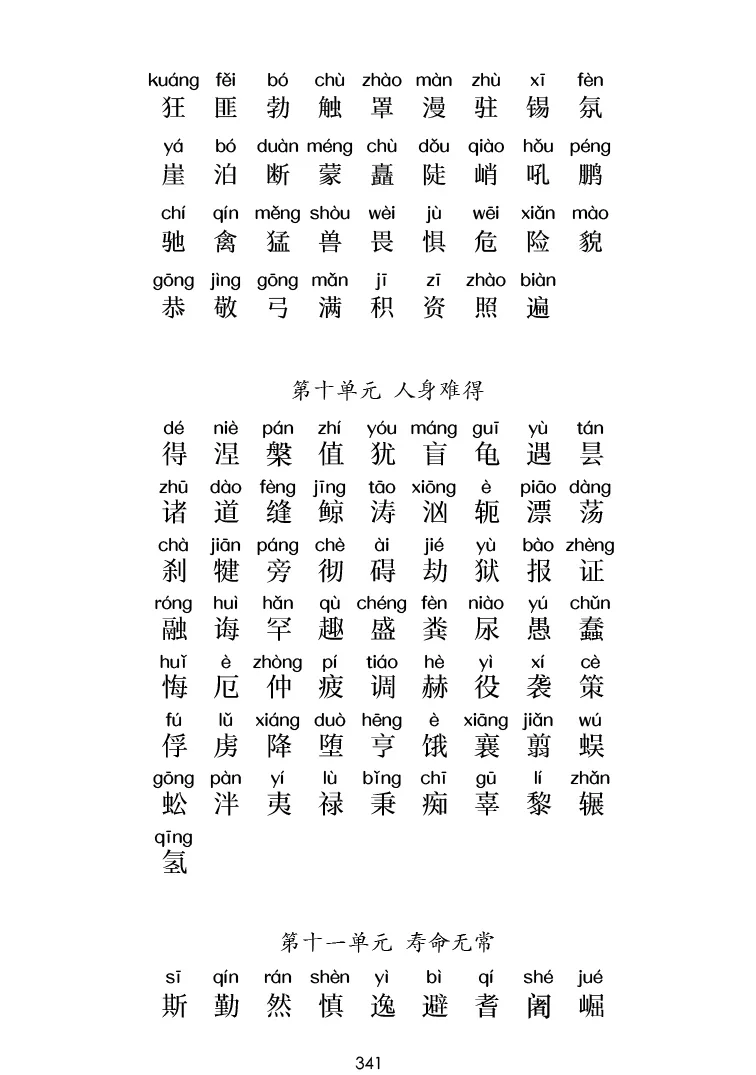 kuáng fěi bó chù zhào màn zhù xī fèn
狂 匪 勃 触 罩 漫 驻 锡 氛
yá bó duàn méng chù dǒu qiào hǒu péng
崖 泊 断 蒙 矗 陡 峭 吼 鹏
chí qín měng shòu wèi jù wēi xiǎn mào
驰 禽 猛 兽 畏 惧 危 险 貌
gōng jìng gōng mǎn jī zī zhào biàn
恭 敬 弓 满 积 资 照 遍
第十单元 人身难得
dé niè pán zhí yóu máng guī yù tán
得 涅 槃 值 犹 盲 龟 遇 昙
zhū dào fèng jīng tāo xiōng è piāo dàng
诸 道 缝 鲸 涛 汹 轭 漂 荡
chà jiān páng chè ài jié yù bào zhèng
刹 犍 旁 彻 碍 劫 狱 报 证
róng huì hǎn qù chéng fèn niào yú chǔn
融 诲 罕 趣 盛 粪 尿 愚 蠢
huǐ è zhòng pí tiáo hè yì xí cè
悔 厄 仲 疲 调 赫 役 袭 策
fú lǔ xiáng duò hēng è xiāng jiǎn wú
俘 虏 降 堕 亨 饿 襄 翦 蜈
gōng pàn yí lù bǐng chī gū lí zhǎn
蚣 泮 夷 禄 秉 痴 辜 黎 辗
qīng
氢
第十一单元 寿命无常
sī qín rán shèn yì bì qí shé jué
斯 勤 然 慎 逸 避 耆 阇 崛
341